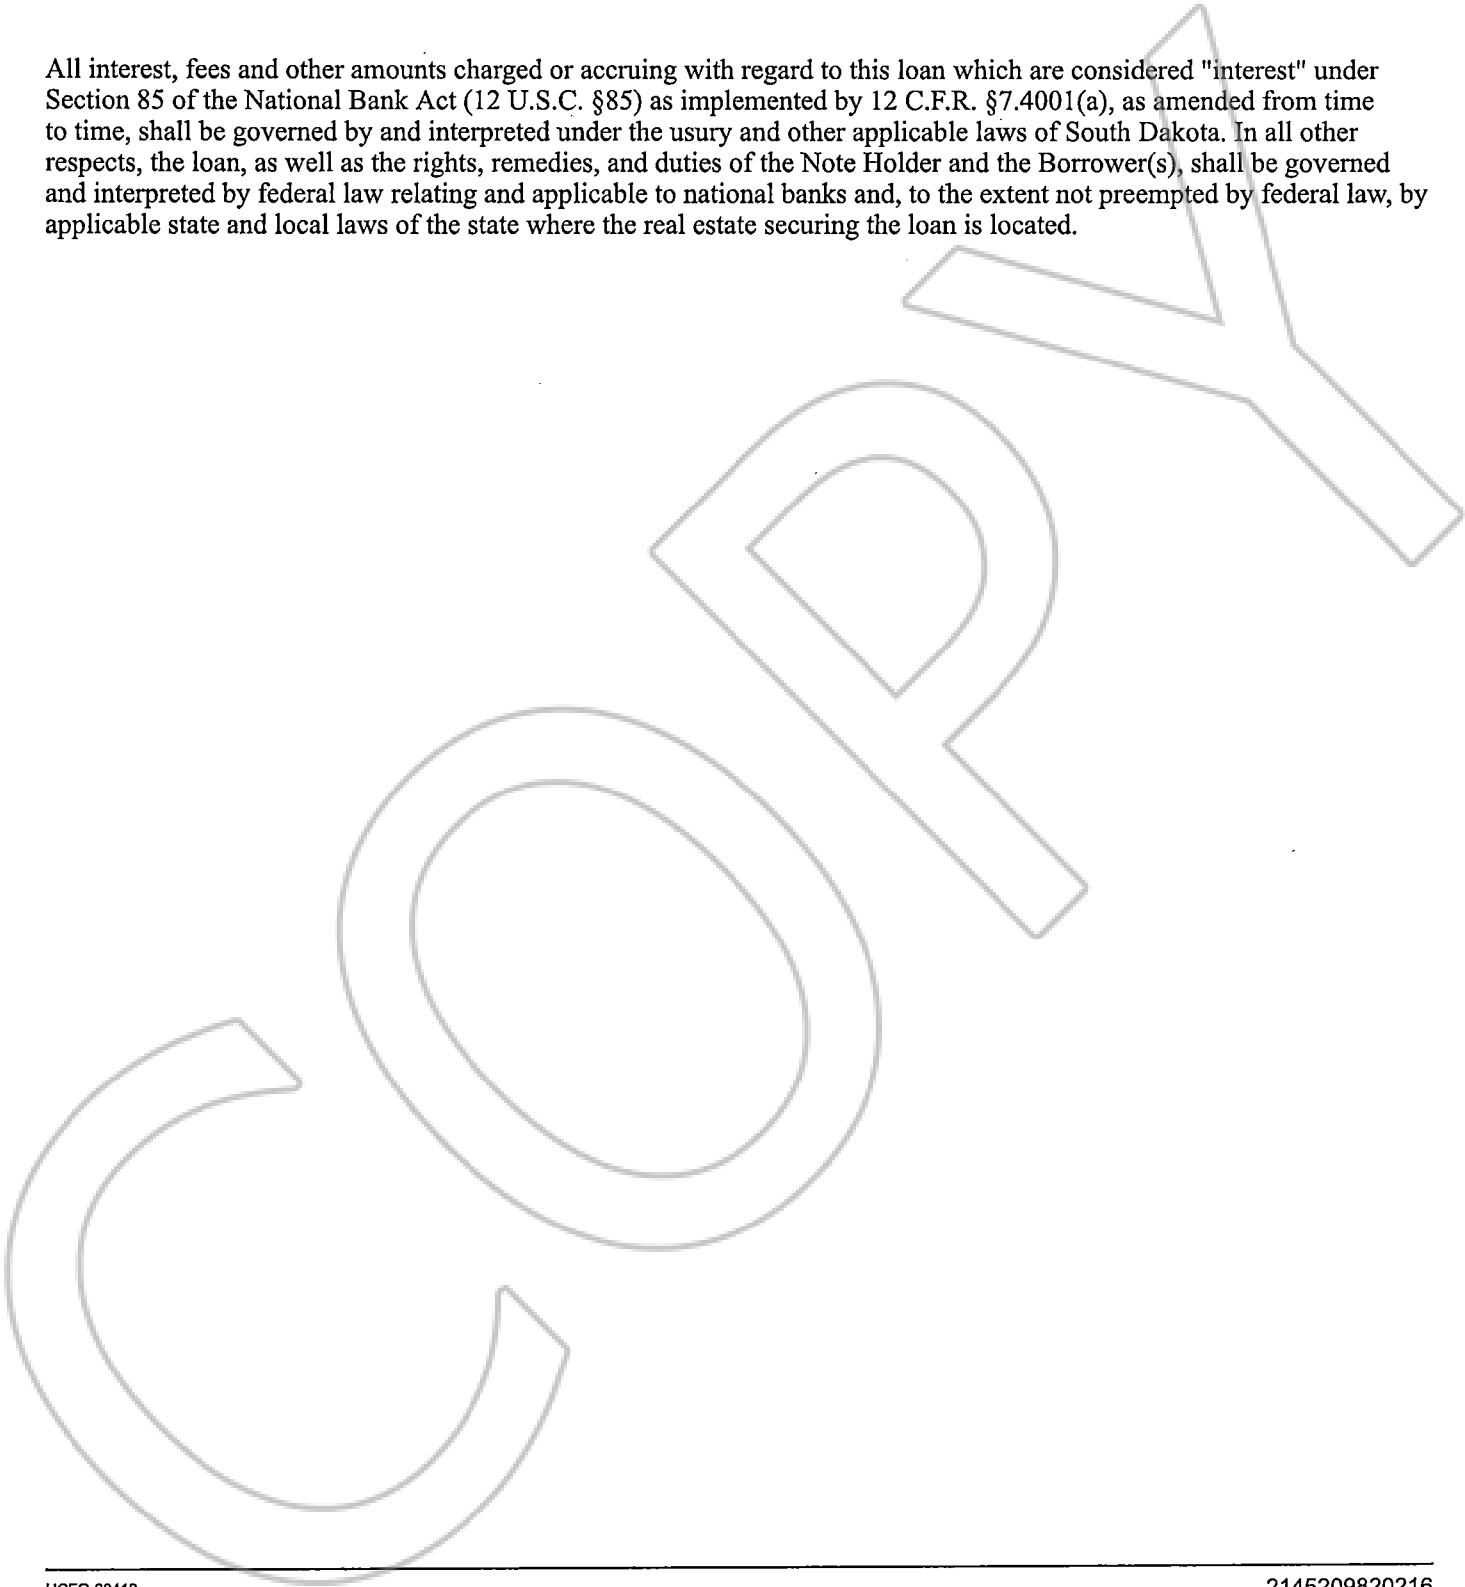 All interest, fees and other amounts charged or accruing with regard to this loan which are considered "interest" under
Section 85 of the National Bank Act (12 U.S.C. §85) as implemented by 12 C.F.R. §7.4001(a), as amended from time
to time, shall be governed by and interpreted under the usury and other applicable laws of South Dakota. In all other
respects, the loan, as well as the rights, remedies, and duties of the Note Holder and the Borrower(s), shall be governed
and interpreted by federal law relating and applicable to national banks and, to the extent not preempted by federal law, by
applicable state and local laws of the state where the real estate securing the loan is located.
COPY
2145209820216